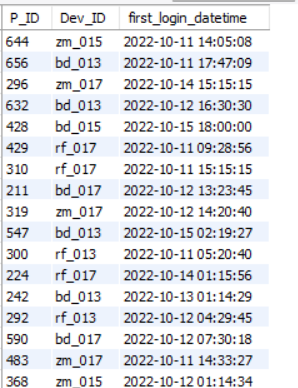 P_ID Dev_ID first_login_datetime
644 zm_015 2022-10-11 14:05:08
656 bd_013 2022-10-11 17:47:09
296 zm_017 2022-10-14 15:15:15
632 bd_013 2022-10-12 16:30:30
428 bd_015 2022-10-15 18:00:00
429 rf_017 2022-10-11 09:28:56
310 rf_017 2022-10-11 15:15:15
211 bd_017 2022-10-12 13:23:45
319 zm_017 2022-10-12 14:20:40
547 bd_013 2022-10-15 02:19:27
300 rf_013 2022-10-11 05:20:40
224 rf_017 2022-10-14 01:15:56
242 bd_013 2022-10-13 01:14:29
292 rf_013 2022-10-12 04:29:45
590 bd_017 2022-10-12 07:30:18
483 zm_017 2022-10-11 14:33:27
368 zm_015 2022-10-12 01:14:34